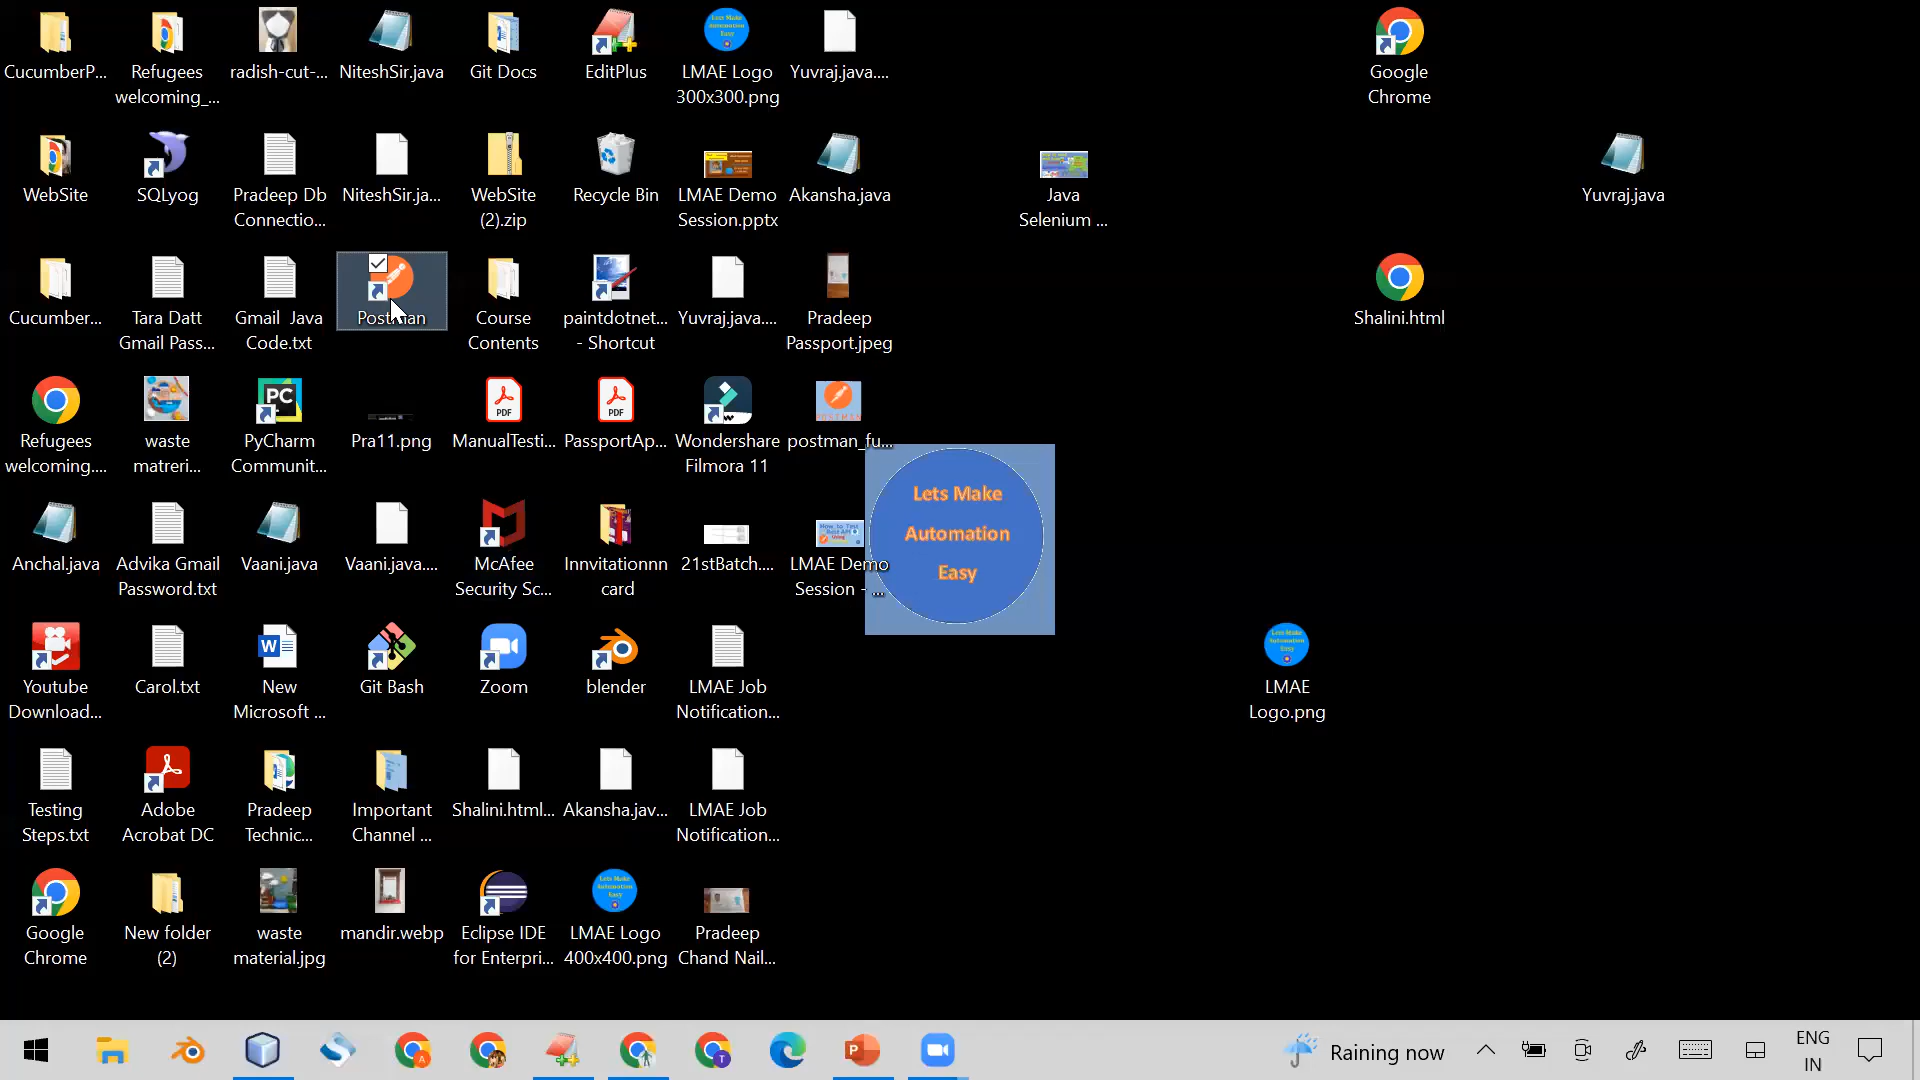 CucumberP...
Refugees
welcoming_...
radish-cut-...
NiteshSir.java
Git Docs
EditPlus
LMAE Logo
300x300.png
Yuvraj.java....
Google
Chrome
WebSite
SQLyog
Pradeep Db
Connectio...
NiteshSir.ja...
WebSite
(2).zip
Recycle Bin
LMAE Demo
Session.pptx
Akansha.java
Java
Selenium ...
Yuvraj.java
Cucumber...
Tara Datt
Gmail Pass...
Gmail Java
Code.txt
Postman
Course
Contents
paintdotnet...
- Shortcut
Yuvraj.java....
Pradeep
Passport.jpeg
Shalini.html
Refugees
welcoming....
waste
matreri...
PC
PyCharm
Communit...
Pra11.png
PDF
ManualTesti...
PDF
PassportAp...
Wondershare
Filmora 11
postman_fu...
Lets Make
Automation
Easy
Anchal.java
Advika Gmail
Password.txt
Vaani.java
Vaani.java....
McAfee
Security Sc...
Innvitationnn
card
21stBatch....
LMAE Demo
Session - ...
Youtube
Download...
Carol.txt
W
New
Microsoft ...
Git Bash
Zoom
blender
LMAE Job
Notification...
LMAE
Logo.png
Testing
Steps.txt
Adobe
Acrobat DC
Pradeep
Technic...
Important
Channel ...
Shalini.html...
Akansha.jav...
LMAE Job
Notification...
Google
Chrome
New folder
(2)
waste
material.jpg
mandir.webp
Eclipse IDE
for Enterpri...
LMAE Logo
400x400.png
Pradeep
Chand Nail...
A
T
P
Raining now
ENG
IN